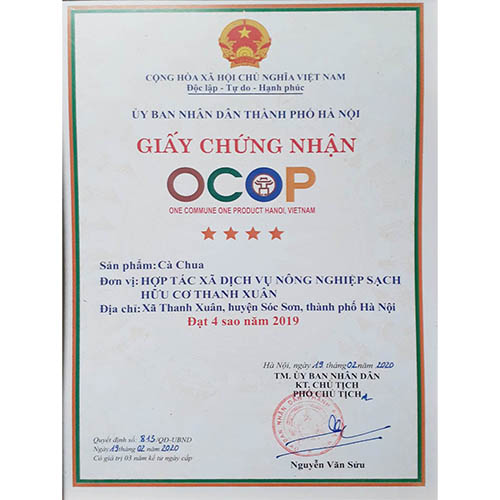 CỘNG HÒA XÃ HỘI CHỦ NGHĨA VIỆT NAM
Độc lập - Tự do - Hạnh phúc
ỦY BAN NHÂN DÂN THÀNH PHỐ HÀ NỘI
GIẤY CHỨNG NHẬN
OCOP
ONE COMMUNE ONE PRODUCT HANOI, VIETNAM
Sản phẩm: Cà Chua
Đơn vị: HỢP TÁC XÃ DỊCH VỤ NÔNG NGHIỆP SẠCH
HỮU CƠ THANH XUÂN
Địa chỉ: Xã Thanh Xuân, huyện Sóc Sơn, thành phố Hà Nội
Đạt 4 sao năm 2019
Hà Nội, ngày 19 tháng 02 năm 2020
TM. ỦY BAN NHÂN DÂN
KT. CHỦ TỊCH
PHÓ CHỦ TỊCH
Nguyễn Văn Sửu
Quyết định số: 815/QĐ-UBND
Ngày 19 tháng 02 năm 2020
Có giá trị 03 năm kể từ ngày cấp